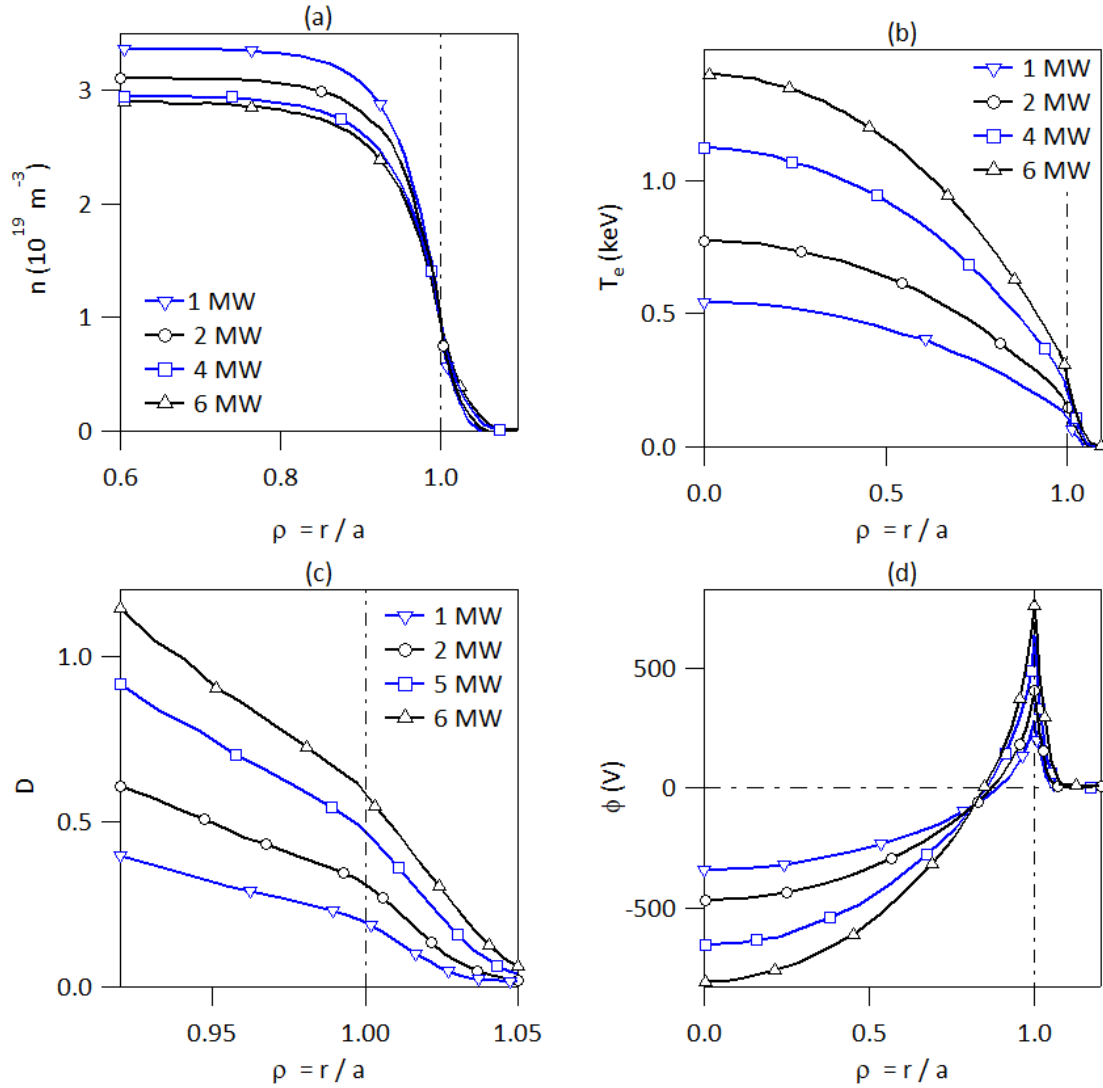 (a)
n (10 19 m-3)
3
2
1
0
1 MW
2 MW
4 MW
6 MW
0.6
0.8
1.0
ρ = r / a
(b)
T_e (keV)
1.0
0.5
0.0
1 MW
2 MW
4 MW
6 MW
0.0
0.5
1.0
ρ = r / a
(c)
D
1.0
0.5
0.0
1 MW
2 MW
5 MW
6 MW
0.95
1.00
1.05
ρ = r / a
(d)
ϕ (V)
500
0
-500
0.0
0.5
1.0
ρ = r / a